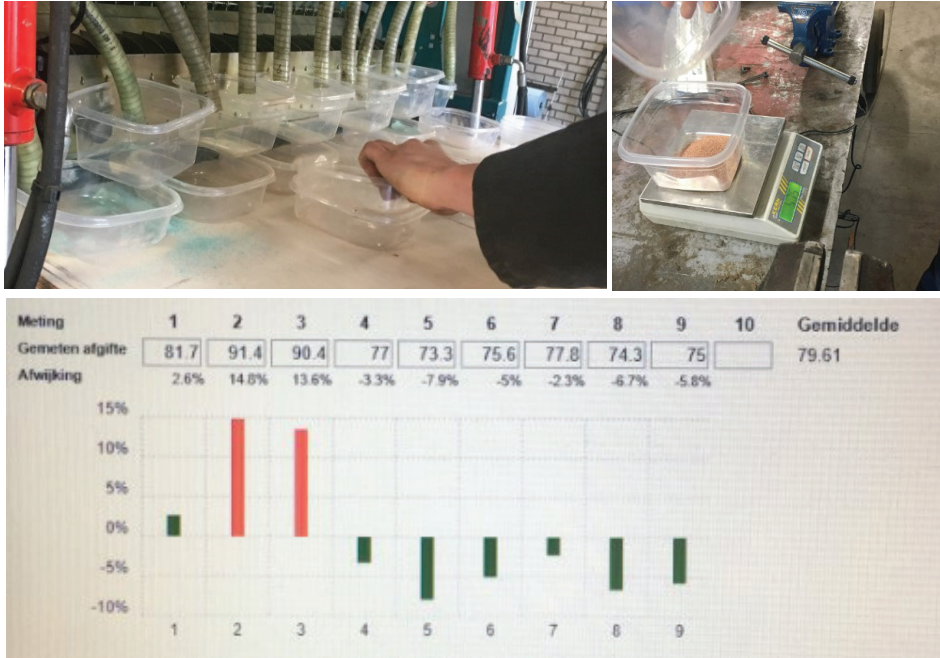 Meting 1 2 3 4 5 6 7 8 9 10 Gemiddelde
Gemeten afgifte 81.7 91.4 90.4 77 73.3 75.6 77.8 74.3 75 79.61
Afwijking 2.6% 14.8% 13.6% -3.3% -7.9% -5% -2.3% -6.7% -5.8%
15%
10%
5%
0%
-5%
-10%
1 2 3 4 5 6 7 8 9